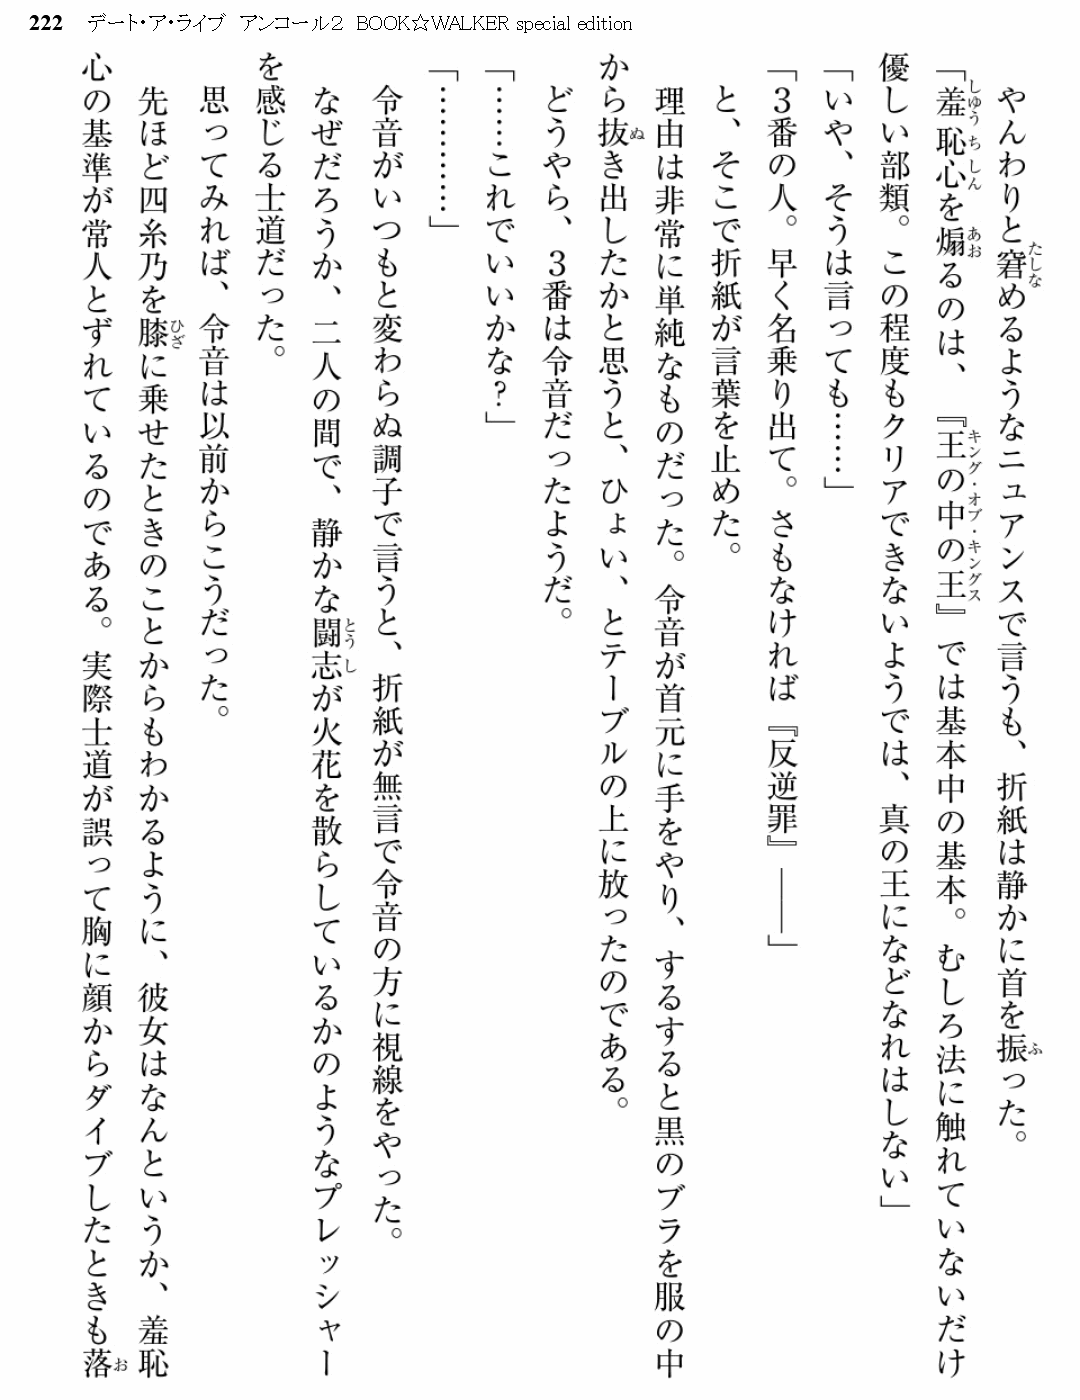 222 デート・ア・ライブ アンコール2 BOOK☆WALKER special edition
　やんわりと窘めるようなニュアンスで言うも、折紙は静かに首を振った。
「羞恥心を煽るのは、『王の中の王』では基本中の基本。むしろ法に触れていないだけ
優しい部類。この程度もクリアできないようでは、真の王になどなれはしない」
「いや、そうは言っても……」
「3番の人。早く名乗り出て。さもなければ『反逆罪』――」
　と、そこで折紙が言葉を止めた。
　理由は非常に単純なものだった。令音が首元に手をやり、するすると黒のブラを服の中
から抜き出したかと思うと、ひょい、とテーブルの上に放ったのである。
　どうやら、3番は令音だったようだ。
「……これでいいかな？」
「…………」
　令音がいつもと変わらぬ調子で言うと、折紙が無言で令音の方に視線をやった。
　なぜだろうか、二人の間で、静かな闘志が火花を散らしているかのようなプレッシャー
を感じる士道だった。
　思ってみれば、令音は以前からこうだった。
　先ほど四糸乃を膝に乗せたときのことからもわかるように、彼女はなんというか、羞恥
心の基準が常人とずれているのである。実際士道が誤って胸に顔からダイブしたときも落